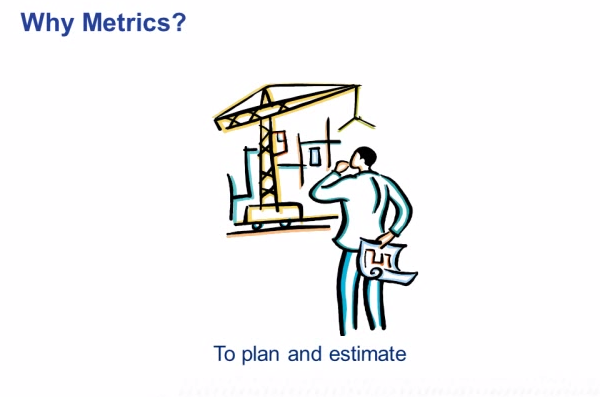 Why Metrics?
To plan and estimate